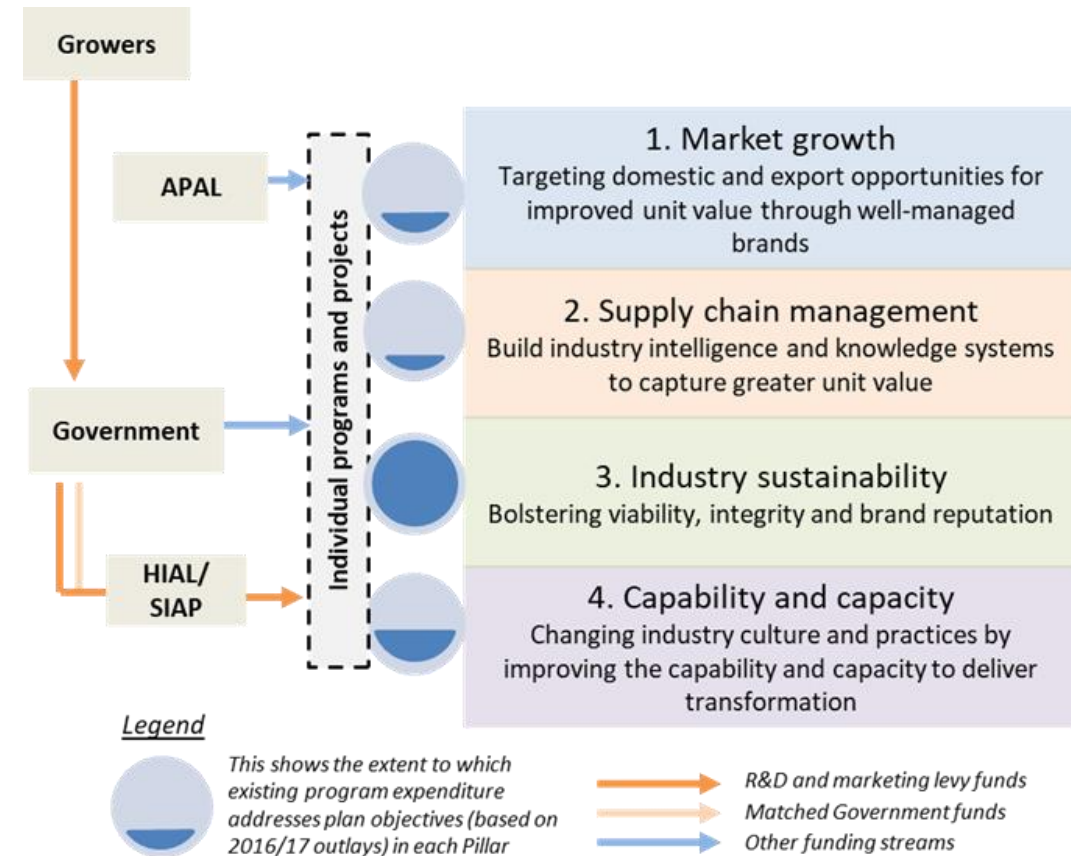 Growers
APAL
Government
HIAL/
SIAP
Individual programs and projects
1. Market growth
Targeting domestic and export opportunities for
improved unit value through well-managed
brands
2. Supply chain management
Build industry intelligence and knowledge systems
to capture greater unit value
3. Industry sustainability
Bolstering viability, integrity and brand reputation
4. Capability and capacity
Changing industry culture and practices by
improving the capability and capacity to deliver
transformation
Legend
This shows the extent to which
existing program expenditure
addresses plan objectives (based on
2016/17 outlays) in each Pillar
R&D and marketing levy funds
Matched Government funds
Other funding streams